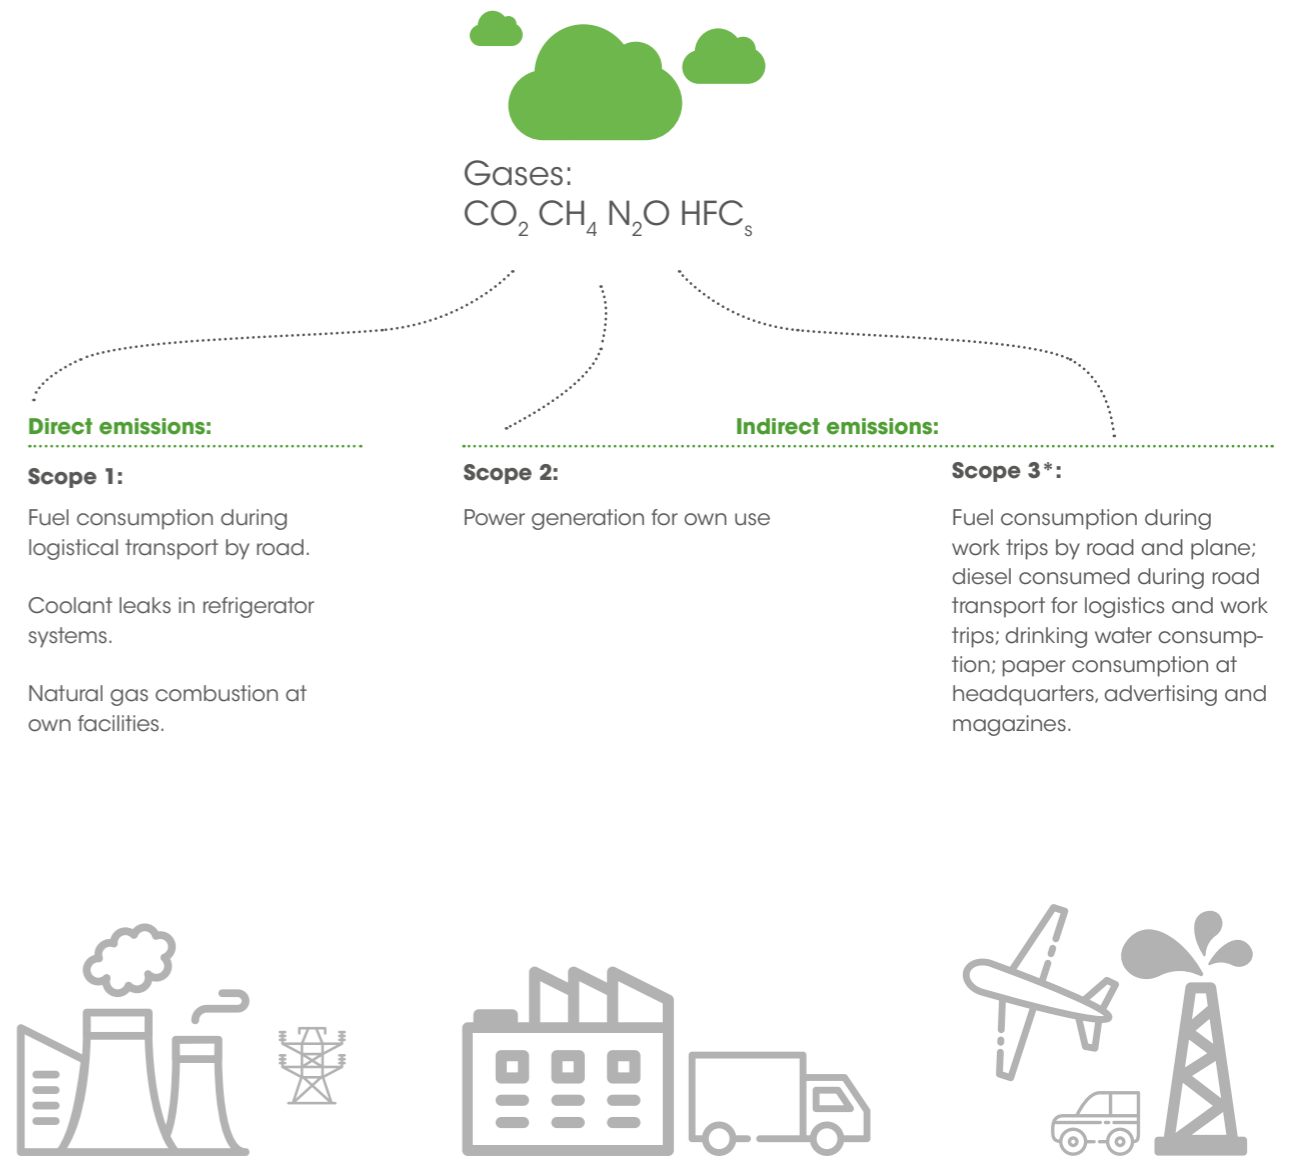 Gases:
CO₂ CH₄ N₂O HFCₛ
Direct emissions:
Scope 1:
Fuel consumption during
logistical transport by road.
Coolant leaks in refrigerator
systems.
Natural gas combustion at
own facilities.
Indirect emissions:
Scope 2:
Power generation for own use
Scope 3*:
Fuel consumption during
work trips by road and plane;
diesel consumed during road
transport for logistics and work
trips; drinking water consump-
tion; paper consumption at
headquarters, advertising and
magazines.